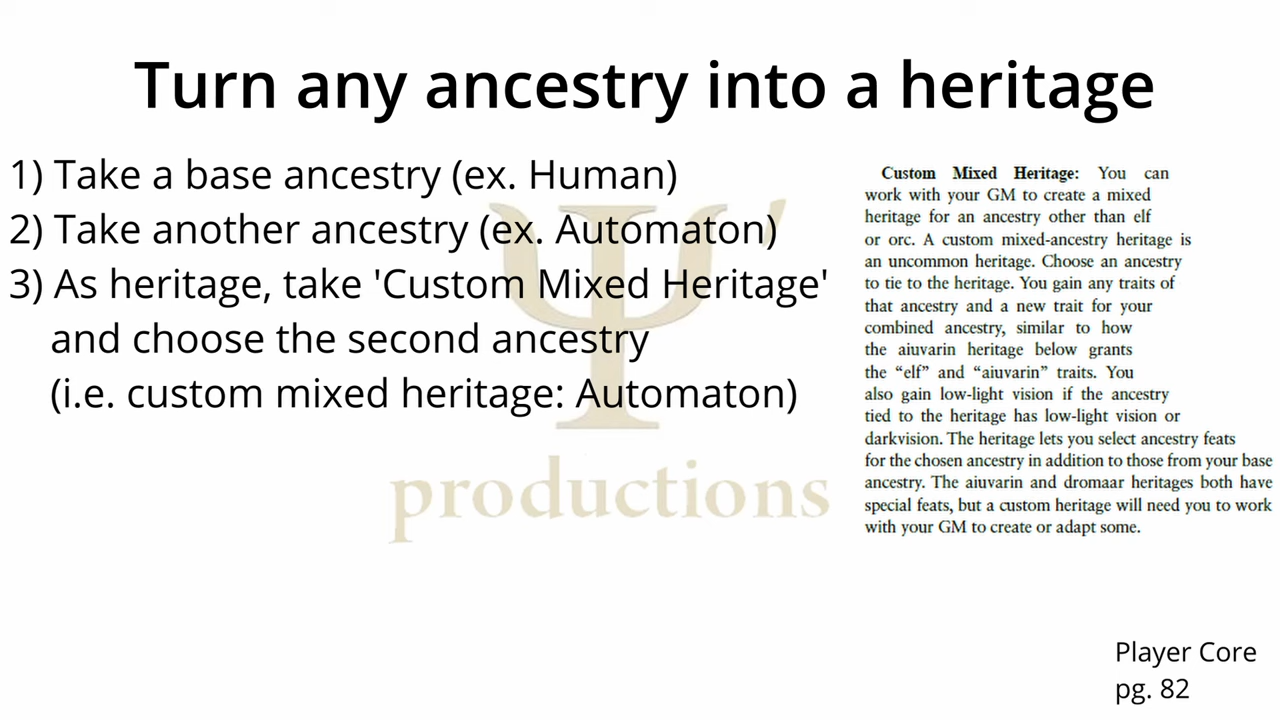 Turn any ancestry into a heritage
1) Take a base ancestry (ex. Human)
2) Take another ancestry (ex. Automaton)
3) As heritage, take 'Custom Mixed Heritage'
and choose the second ancestry
(i.e. custom mixed heritage: Automaton)
Custom Mixed Heritage: You can
work with your GM to create a mixed
heritage for an ancestry other than elf
or orc. A custom mixed-ancestry heritage is
an uncommon heritage. Choose an ancestry
to tie to the heritage. You gain any traits of
that ancestry and a new trait for your
combined ancestry, similar to how
the aiuvarin heritage below grants
the “elf” and “aiuvarin” traits. You
also gain low-light vision if the ancestry
tied to the heritage has low-light vision or
darkvision. The heritage lets you select ancestry feats
for the chosen ancestry in addition to those from your base
ancestry. The aiuvarin and dromaar heritages both have
special feats, but a custom heritage will need you to work
with your GM to create or adapt some.
Ψ'
productions
Player Core
pg. 82